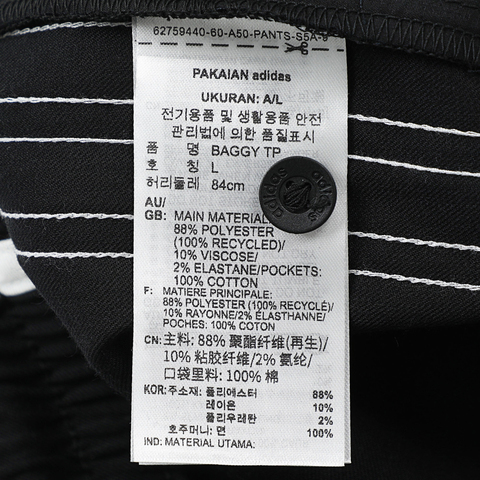 62759440-60-A50-PANTS-S5A-9
PAKAIAN adidas
UKURAN: A/L
전기용품 및 생활용품 안전
관리법에 의한 품질표시
품 명 BAGGY TP
호 칭 L
허리둘레 84cm
adidas
AU/
GB: MAIN MATERIAL
88% POLYESTER
(100% RECYCLED)/
10% VISCOSE/
2% ELASTANE/POCKETS:
100% COTTON
F: MATIERE PRINCIPALE:
88% POLYESTER (100% RECYCLÉ)/
10% RAYONNE/2% ÉLASTHANNE/
POCHES: 100% COTON
CN: 主料: 88% 聚酯纤维(再生)/
10% 粘胶纤维/2% 氨纶/
口袋里料: 100% 棉
KOR: 주소재: 폴리에스터 88%
레이온 10%
폴리우레탄 2%
호주머니: 면 100%
IND: MATERIAL UTAMA: